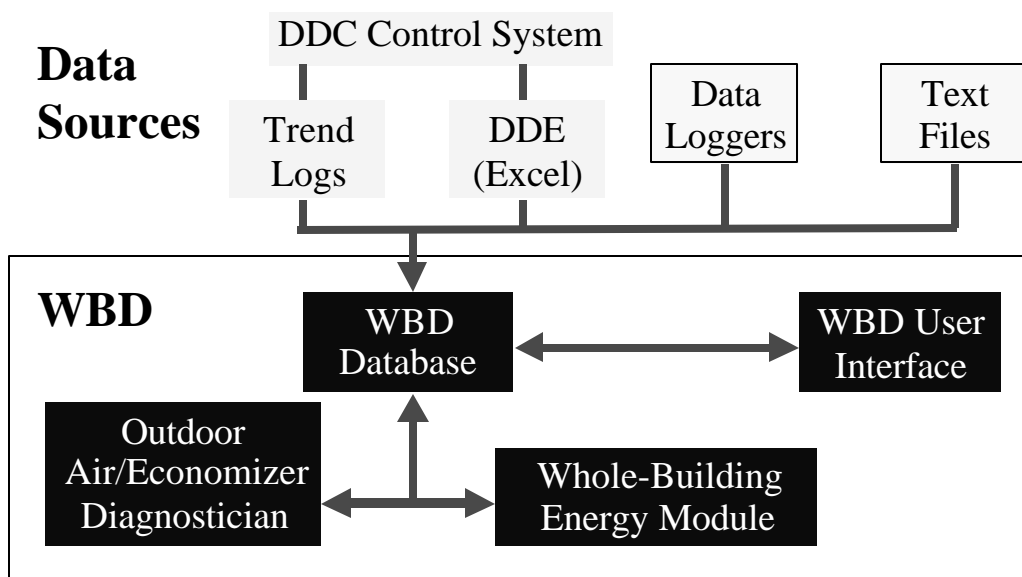 Data
Sources
DDC Control System
Trend
Logs
DDE
(Excel)
Data
Loggers
Text
Files
WBD
WBD
Database
WBD User
Interface
Outdoor
Air/Economizer
Diagnostician
Whole-Building
Energy Module